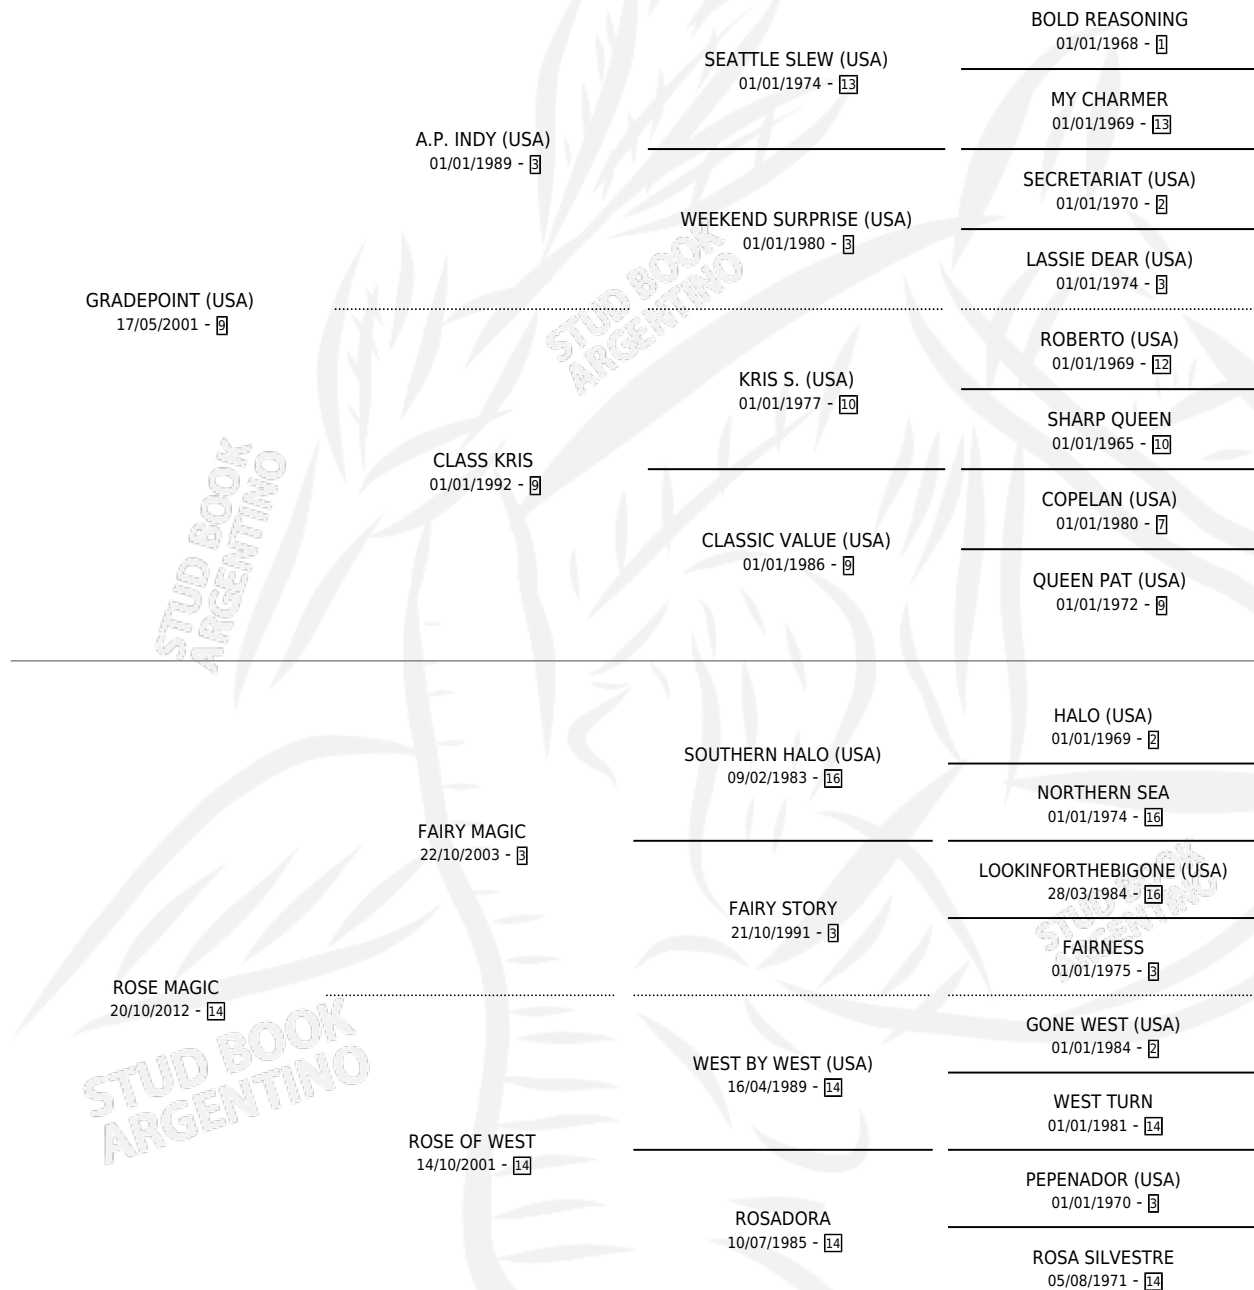 BOLD REASONING
01/01/1968 - 1
SEATTLE SLEW (USA)
01/01/1974 - 13
MY CHARMER
01/01/1969 - 13
A.P. INDY (USA)
01/01/1989 - 3
SECRETARIAT (USA)
01/01/1970 - 2
WEEKEND SURPRISE (USA)
01/01/1980 - 3
LASSIE DEAR (USA)
01/01/1974 - 3
GRADEPOINT (USA)
17/05/2001 - 9
ROBERTO (USA)
01/01/1969 - 12
KRIS S. (USA)
01/01/1977 - 10
SHARP QUEEN
01/01/1965 - 10
CLASS KRIS
01/01/1992 - 9
COPELAN (USA)
01/01/1980 - 7
CLASSIC VALUE (USA)
01/01/1986 - 9
QUEEN PAT (USA)
01/01/1972 - 9
HALO (USA)
01/01/1969 - 2
SOUTHERN HALO (USA)
09/02/1983 - 16
NORTHERN SEA
01/01/1974 - 16
FAIRY MAGIC
22/10/2003 - 3
LOOKINFORTHEBIGONE (USA)
28/03/1984 - 16
FAIRY STORY
21/10/1991 - 3
FAIRNESS
01/01/1975 - 3
ROSE MAGIC
20/10/2012 - 14
GONE WEST (USA)
01/01/1984 - 2
WEST BY WEST (USA)
16/04/1989 - 14
WEST TURN
01/01/1981 - 14
ROSE OF WEST
14/10/2001 - 14
PEPENADOR (USA)
01/01/1970 - 3
ROSADORA
10/07/1985 - 14
ROSA SILVESTRE
05/08/1971 - 14
STUD BOOK
ARGENTINO
STUD BOOK
ARGENTINO
STUD BOOK
ARGENTINO
STUD BOOK
ARGENTINO